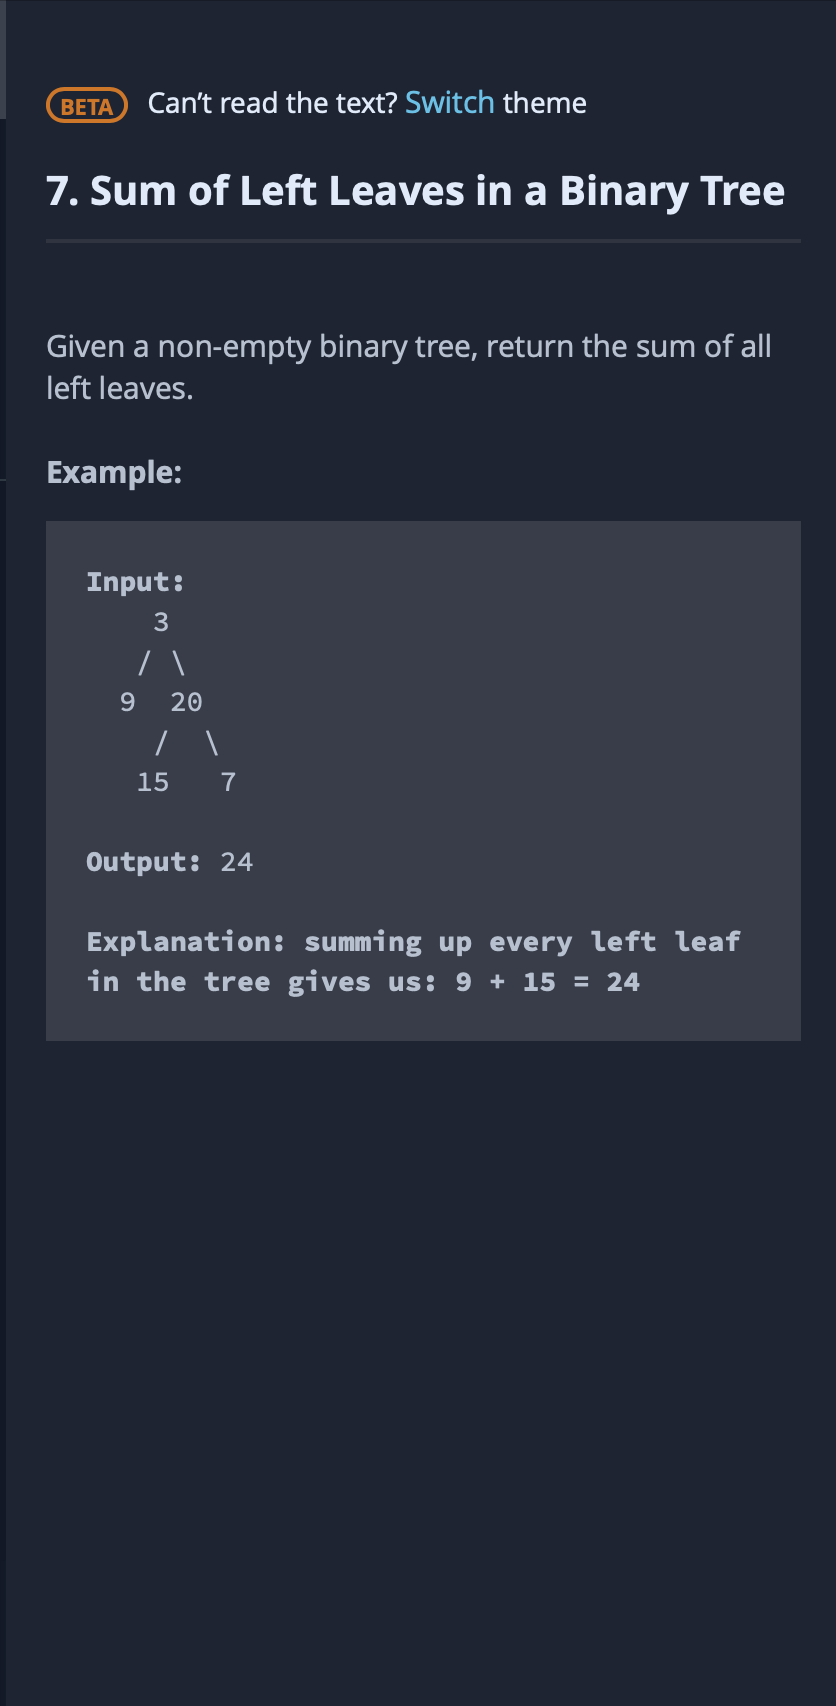 BETA Can't read the text? Switch theme
7. Sum of Left Leaves in a Binary Tree
Given a non-empty binary tree, return the sum of all
left leaves.
Example:
Input:
    3
   / \
  9  20
    /  \
   15   7
Output: 24
Explanation: summing up every left leaf
in the tree gives us: 9 + 15 = 24